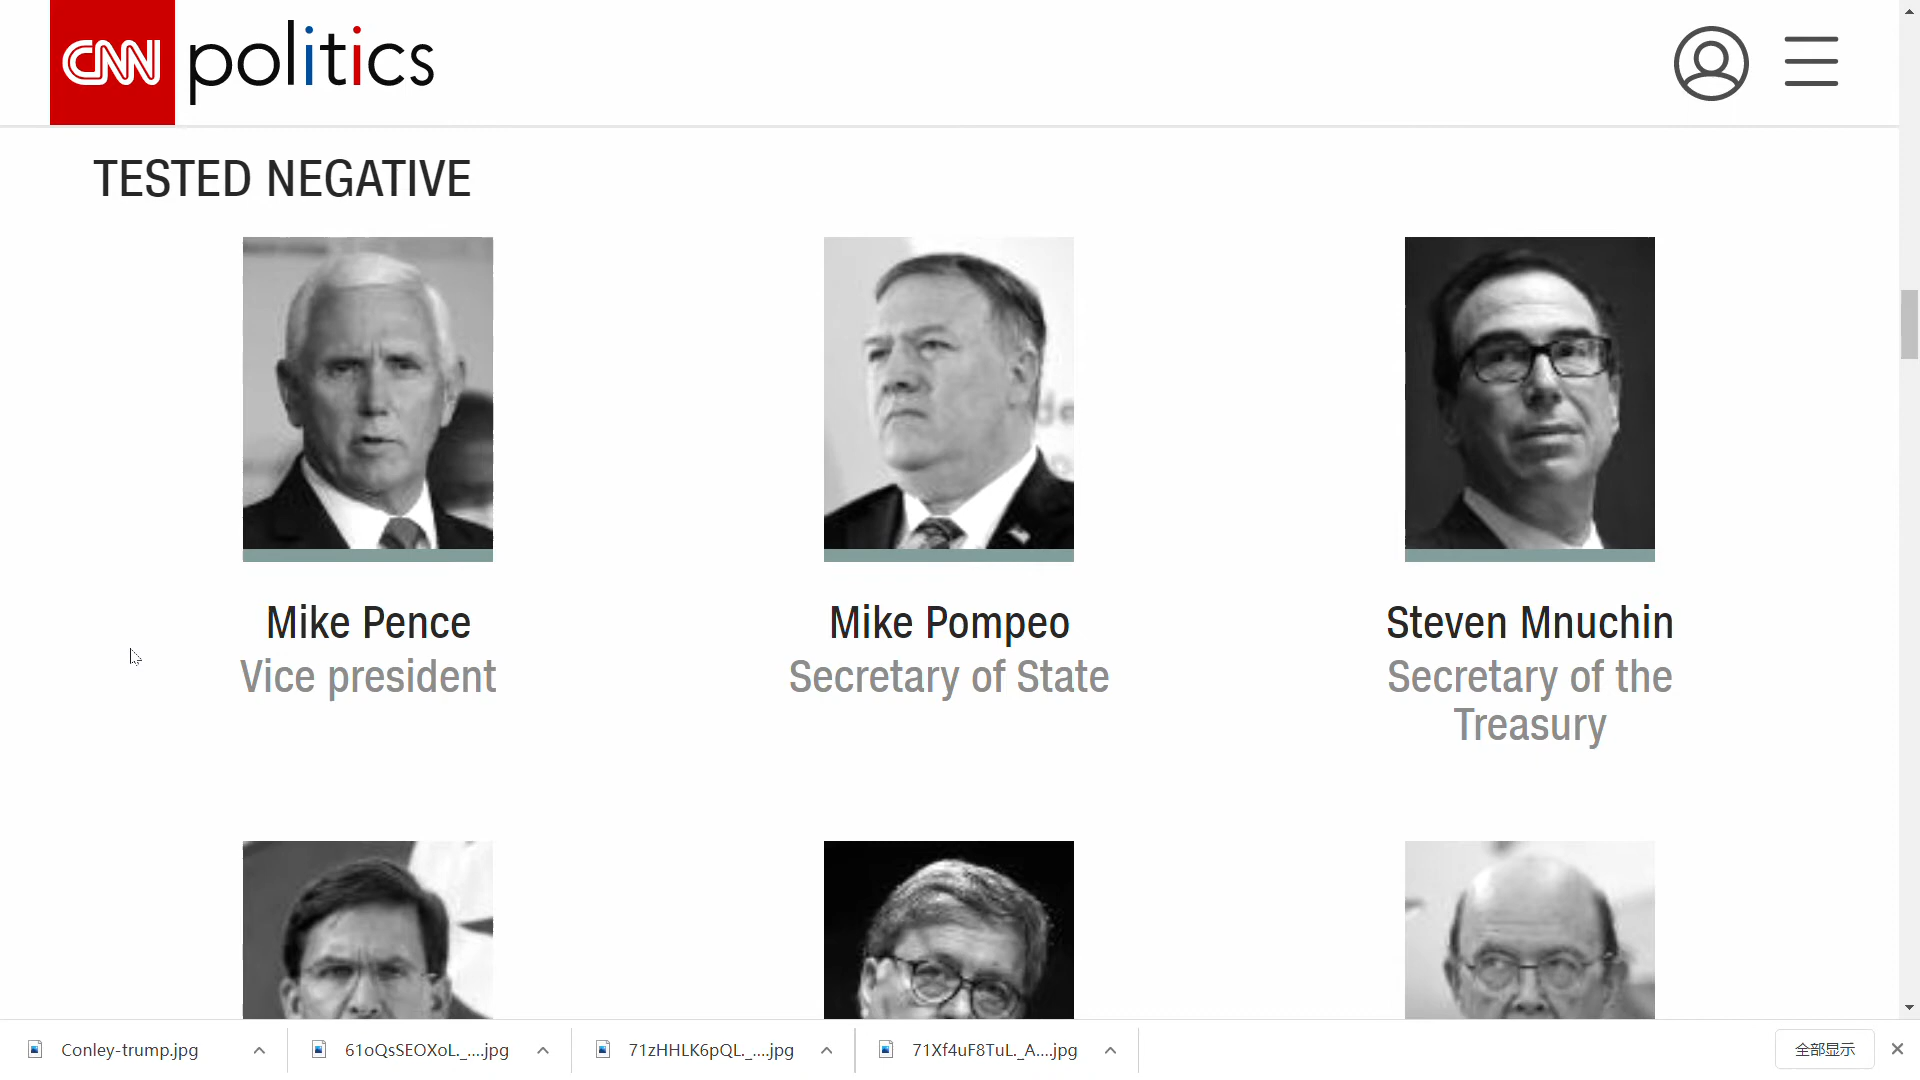 CNN politics
TESTED NEGATIVE
Mike Pence
Vice president
Mike Pompeo
Secretary of State
Steven Mnuchin
Secretary of the
Treasury
Conley-trump.jpg
61oQsSEOXoL._....jpg
71zHHLK6pQL._....jpg
71Xf4uF8TuL._A....jpg
全部显示